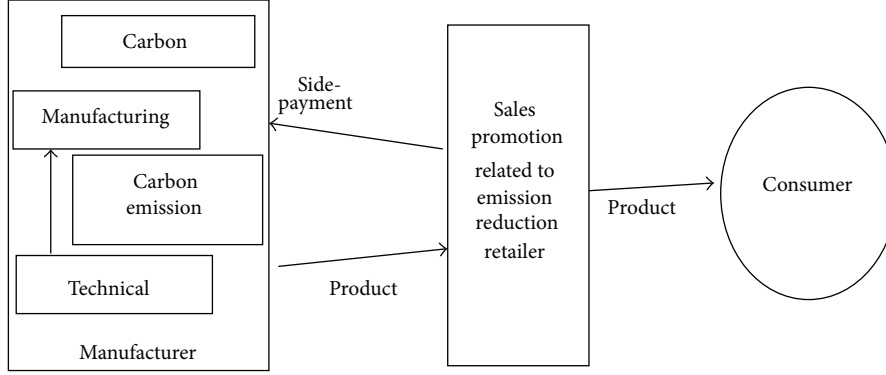 Carbon
Manufacturing
Carbon
emission
Technical
Manufacturer
Side-
payment
Product
Sales
promotion
related to
emission
reduction
retailer
Product
Consumer